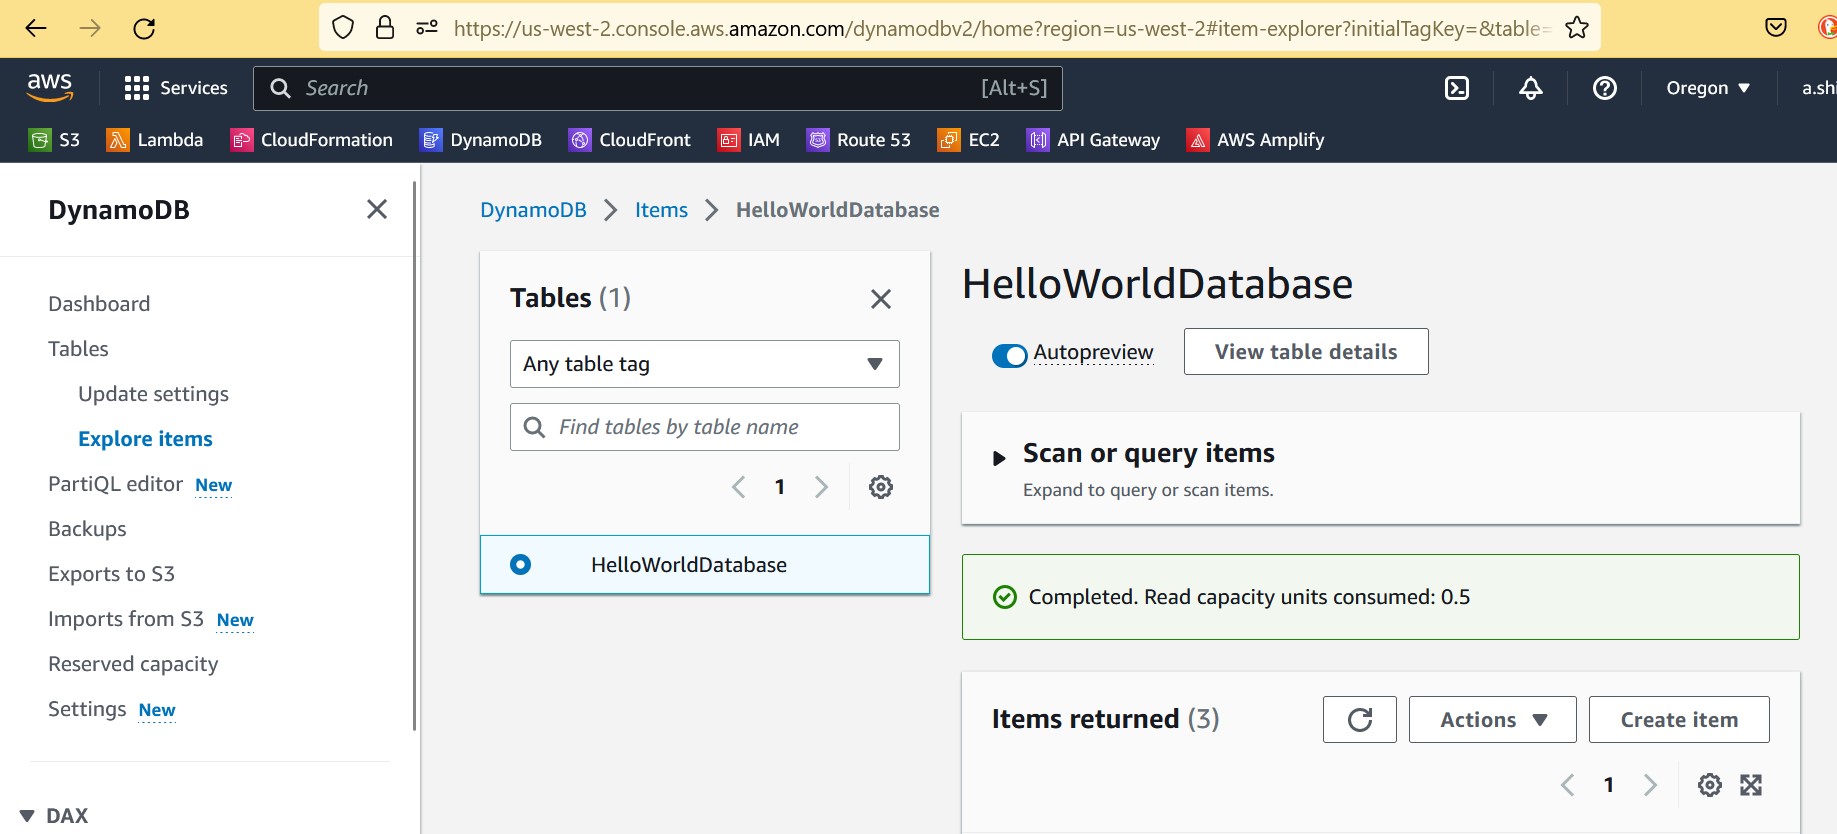 https://us-west-2.console.aws.amazon.com/dynamodbv2/home?region=us-west-2#item-explorer?initialTagKey=&table=
aws Services Search [Alt+S] Oregon a.shi
S3 Lambda CloudFormation DynamoDB CloudFront IAM Route 53 EC2 API Gateway AWS Amplify
DynamoDB
Dashboard
Tables
Update settings
Explore items
PartiQL editor New
Backups
Exports to S3
Imports from S3 New
Reserved capacity
Settings New
DAX
DynamoDB Items HelloWorldDatabase
Tables (1)
Any table tag
Find tables by table name
1
HelloWorldDatabase
HelloWorldDatabase
Autopreview View table details
Scan or query items
Expand to query or scan items.
Completed. Read capacity units consumed: 0.5
Items returned (3) Actions Create item
1